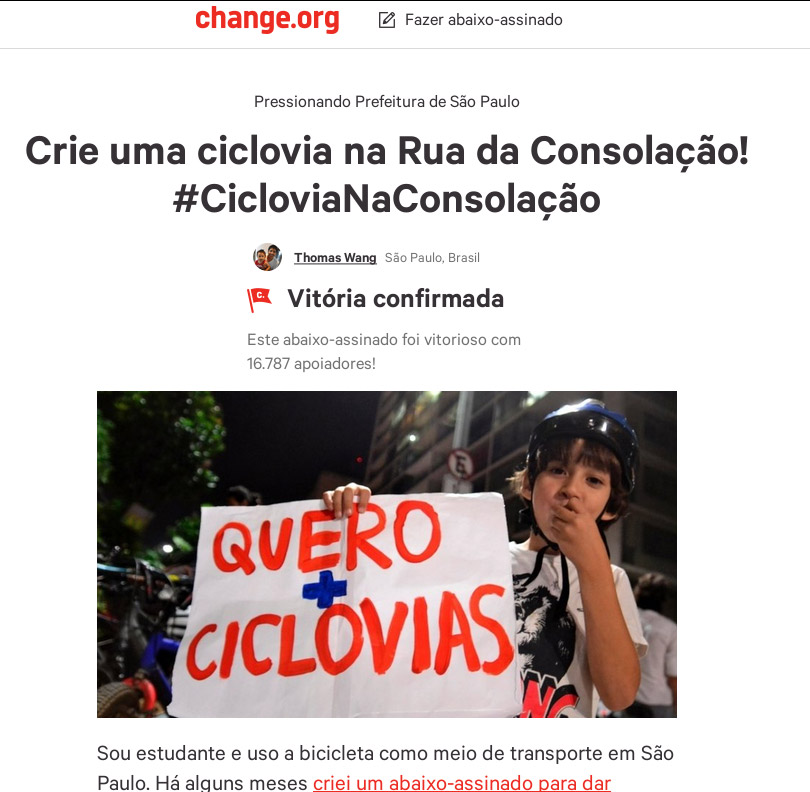 change.org Fazer abaixo-assinado
Pressionando Prefeitura de São Paulo
Crie uma ciclovia na Rua da Consolação!
#CicloviaNaConsolação
Thomas Wang São Paulo, Brasil
c.
Vitória confirmada
Este abaixo-assinado foi vitorioso com
16.787 apoiadores!
E
QUERO
+
CICLOVIAS
NG
Sou estudante e uso a bicicleta como meio de transporte em São
Paulo. Há alguns meses criei um abaixo-assinado para dar